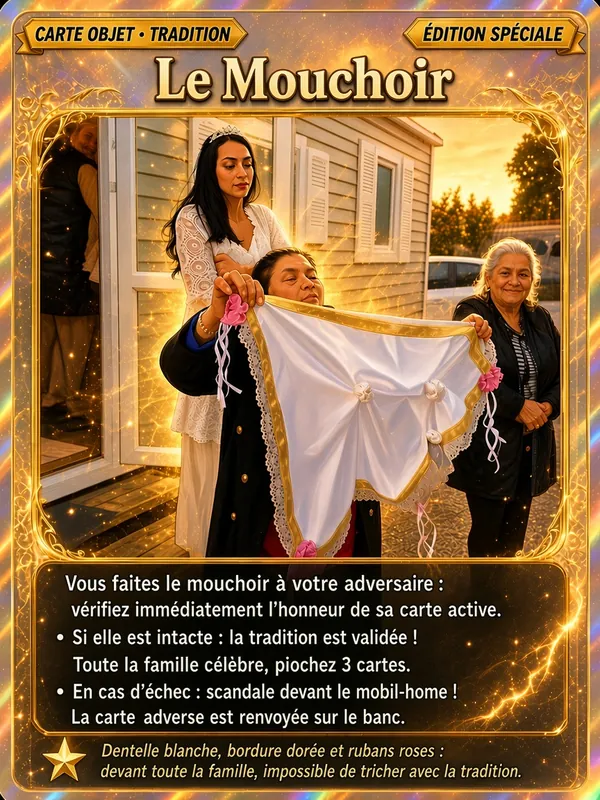 CARTE OBJET • TRADITION
ÉDITION SPÉCIALE
Le Mouchoir
Vous faites le mouchoir à votre adversaire :
vérifiez immédiatement l'honneur de sa carte active.
• Si elle est intacte : la tradition est validée !
Toute la famille célèbre, piochez 3 cartes.
• En cas d'échec : scandale devant le mobil-home !
La carte adverse est renvoyée sur le banc.
Dentelle blanche, bordure dorée et rubans roses :
devant toute la famille, impossible de tricher avec la tradition.